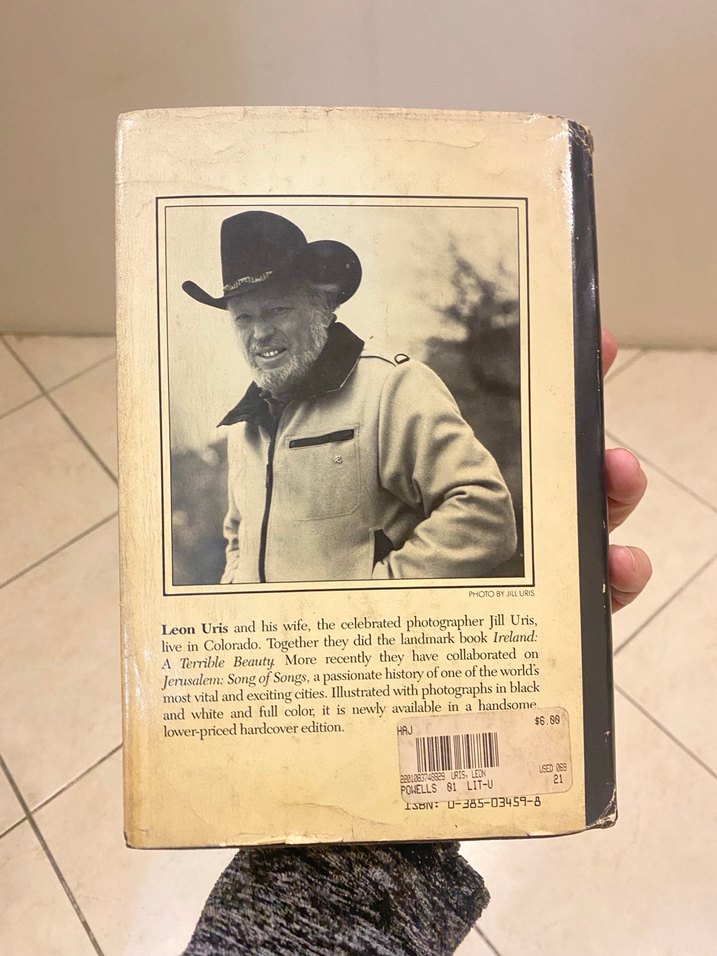 PHOTO BY JILL URIS
Leon Uris and his wife, the celebrated photographer Jill Uris,
live in Colorado. Together they did the landmark book Ireland:
A Terrible Beauty. More recently they have collaborated on
Jerusalem: Song of Songs, a passionate history of one of the world's
most vital and exciting cities. Illustrated with photographs in black
and white and full color, it is newly available in a handsome,
lower-priced hardcover edition.
HAJ $6.00
URIS, LEON USED 069
POWELLS 01 LIT-U 21
ISBN: 0-385-03459-8